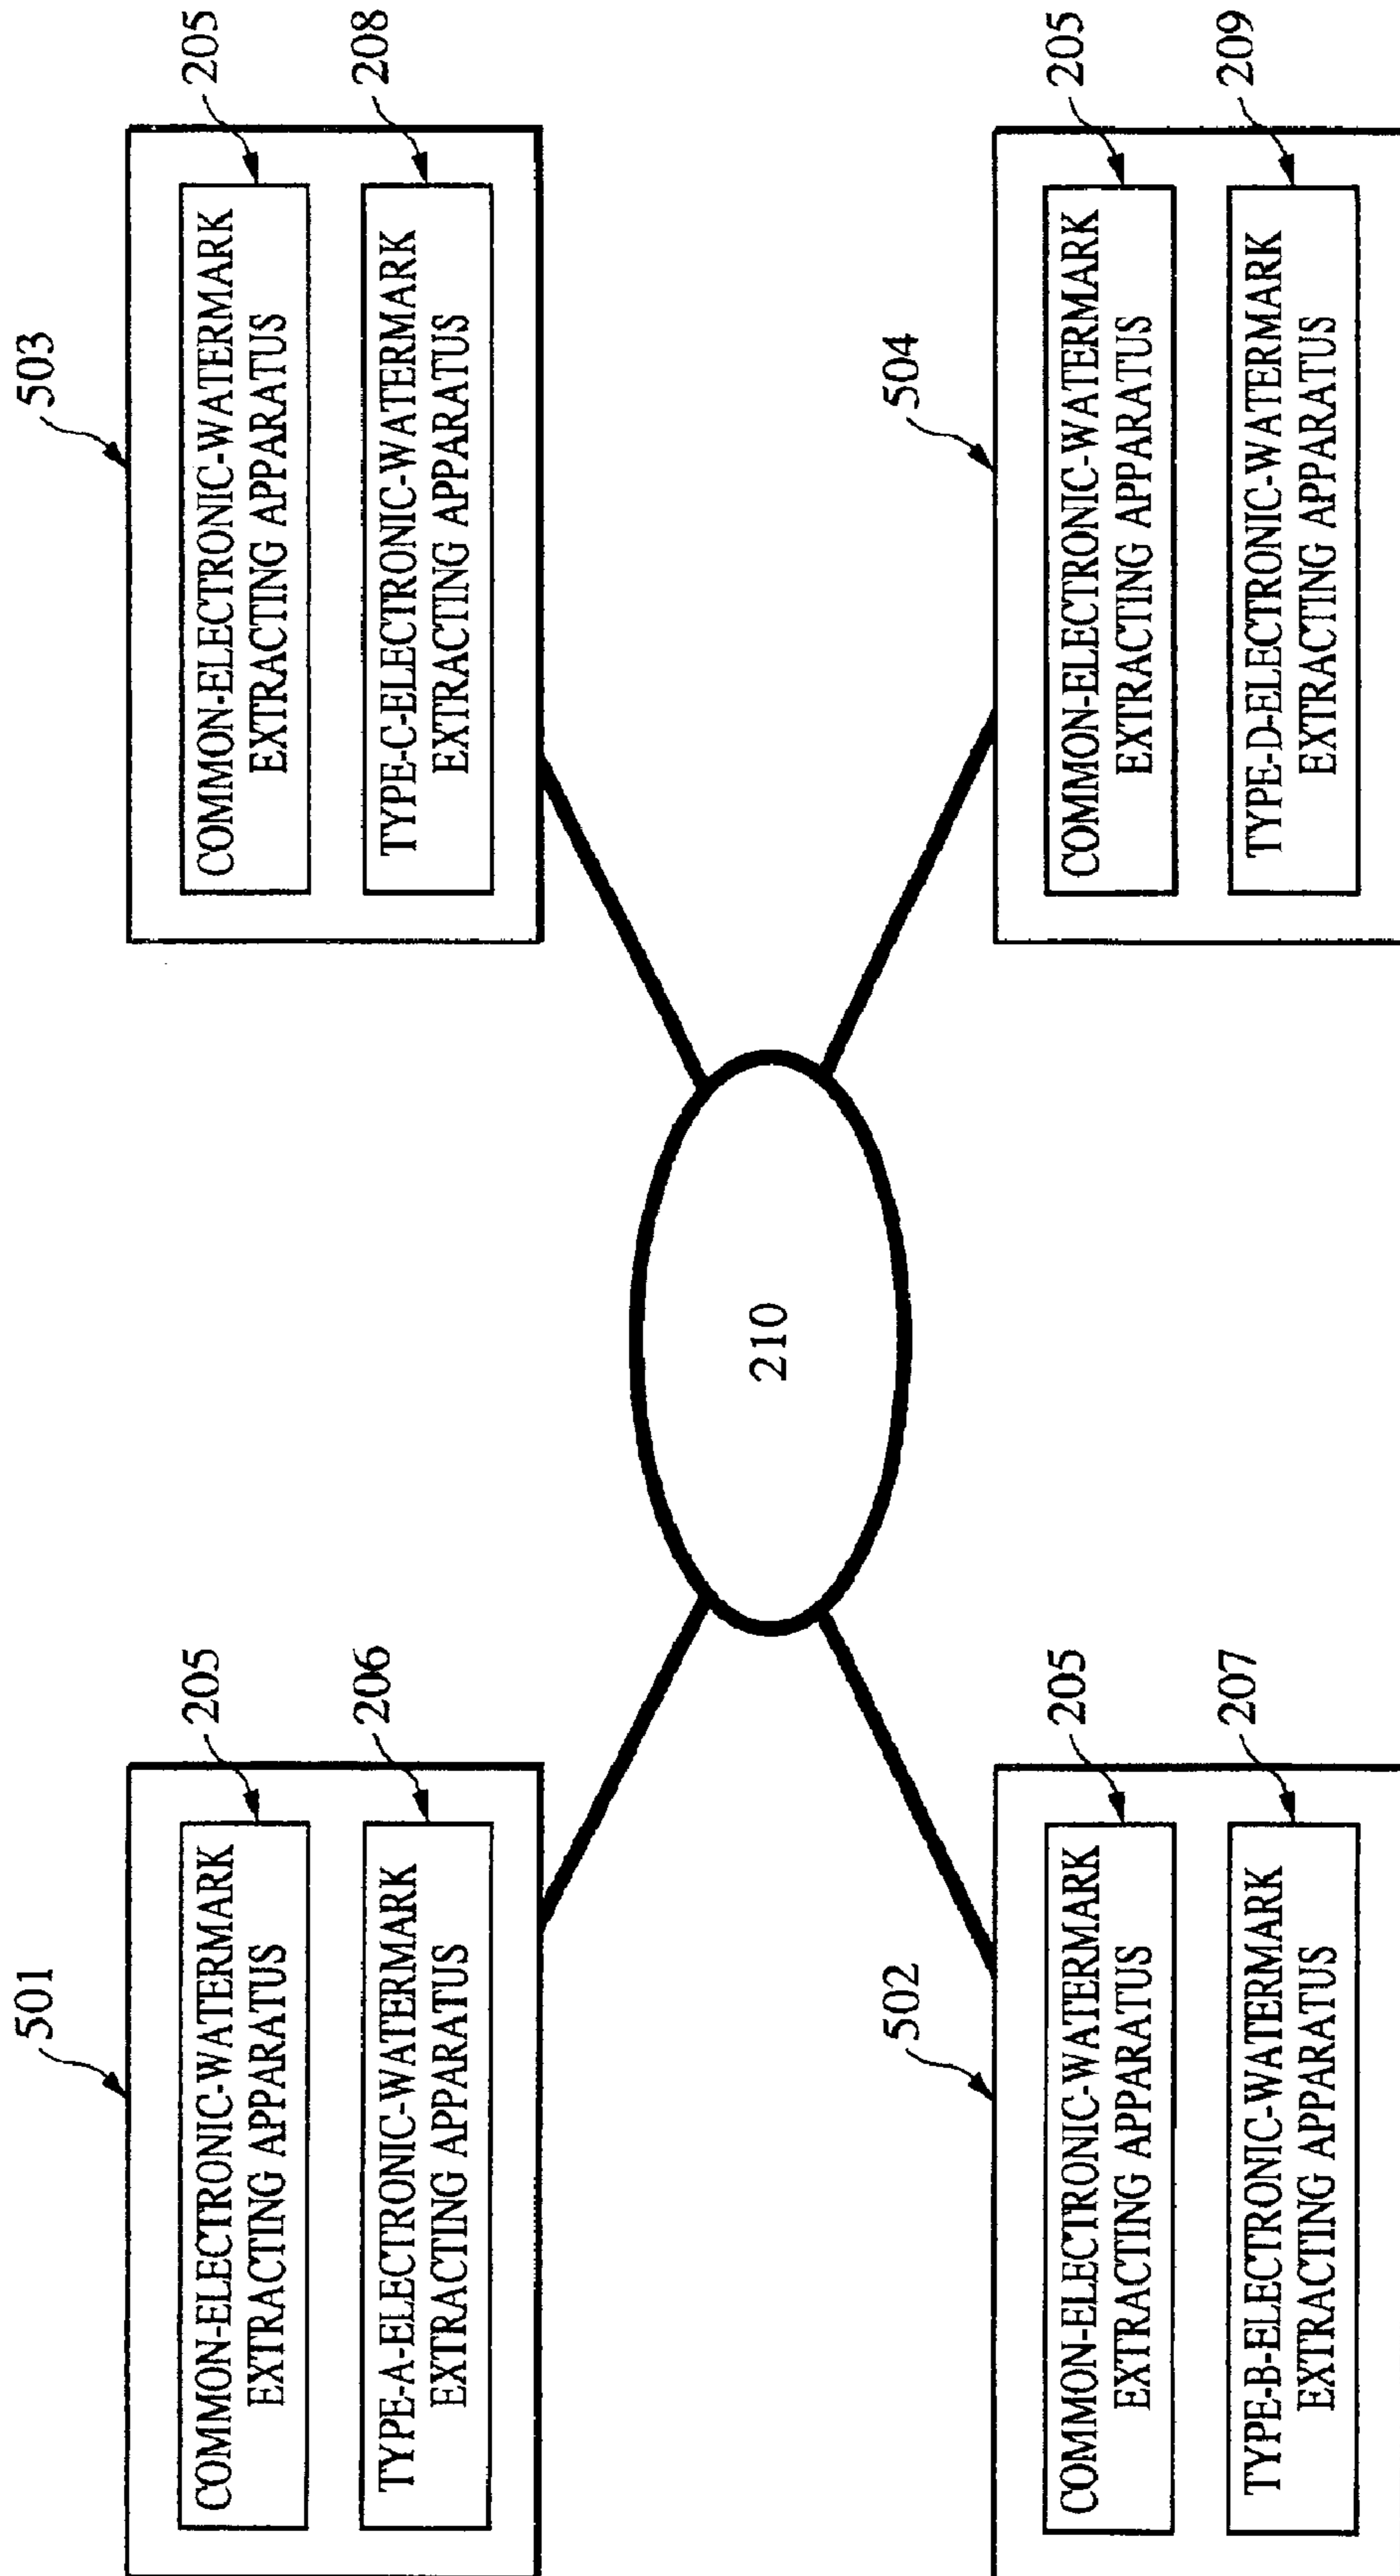 501
COMMON-ELECTRONIC-WATERMARK
EXTRACTING APPARATUS
205
TYPE-A-ELECTRONIC-WATERMARK
EXTRACTING APPARATUS
206
503
COMMON-ELECTRONIC-WATERMARK
EXTRACTING APPARATUS
205
TYPE-C-ELECTRONIC-WATERMARK
EXTRACTING APPARATUS
208
210
502
COMMON-ELECTRONIC-WATERMARK
EXTRACTING APPARATUS
205
TYPE-B-ELECTRONIC-WATERMARK
EXTRACTING APPARATUS
207
504
COMMON-ELECTRONIC-WATERMARK
EXTRACTING APPARATUS
205
TYPE-D-ELECTRONIC-WATERMARK
EXTRACTING APPARATUS
209